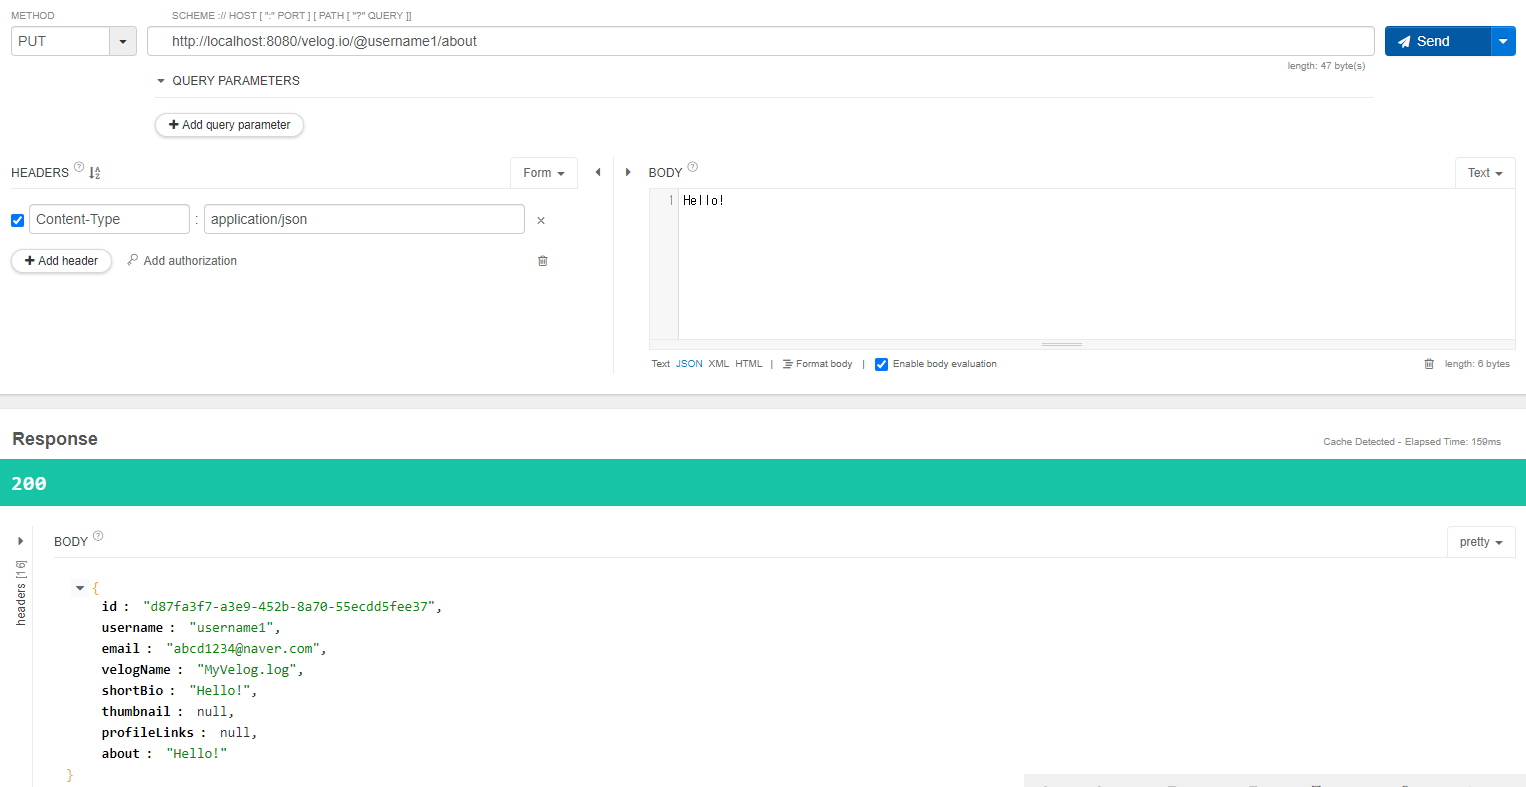 METHOD
SCHEME :// HOST [ ":" PORT ] [ PATH [ "?" QUERY ]]
PUT
http://localhost:8080/velog.io/@username1/about
Send
length: 47 byte(s)
QUERY PARAMETERS
+ Add query parameter
HEADERS ?
Form
BODY ?
Text
Content-Type : application/json ×
1 Hello!
+ Add header
Add authorization
Text JSON XML HTML | Format body | Enable body evaluation
length: 6 bytes
Response
Cache Detected - Elapsed Time: 159ms
200
BODY ?
pretty
headers [16]
{
id : "d87fa3f7-a3e9-452b-8a70-55ecdd5fee37",
username : "username1",
email : "abcd1234@naver.com",
velogName : "MyVelog.log",
shortBio : "Hello!",
thumbnail : null,
profileLinks : null,
about : "Hello!"
}